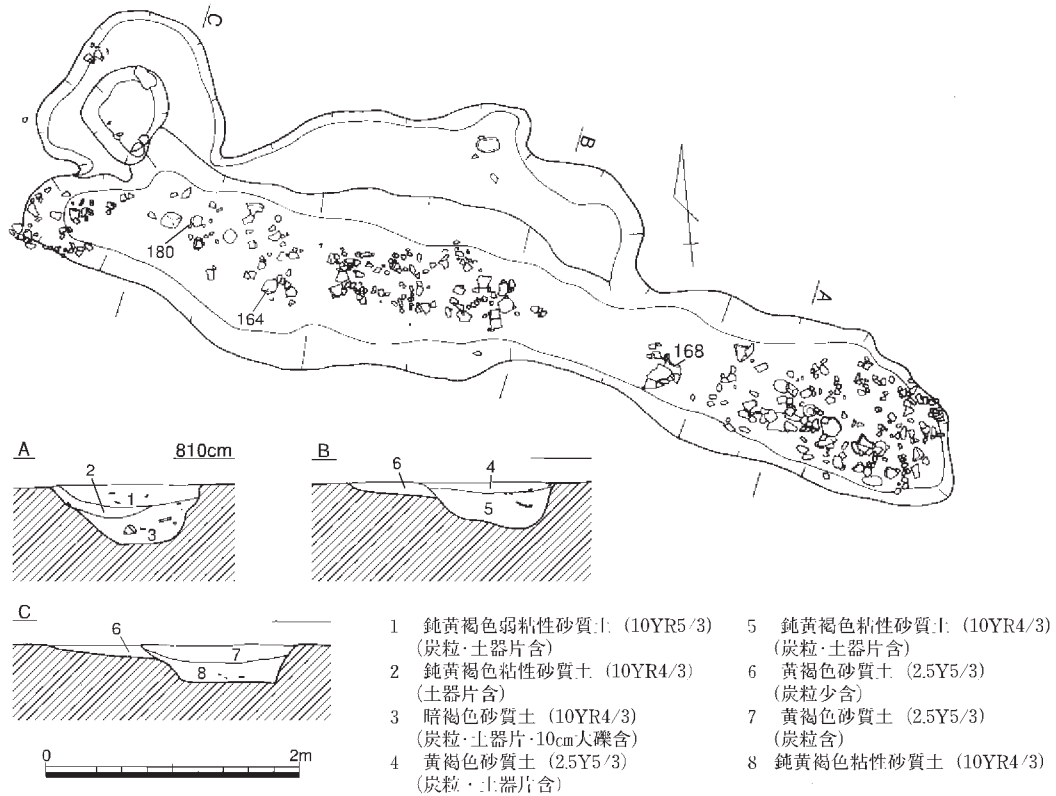 C
B
A
180
164
168
A 810cm
2
1
3
B
6 4
5
C
6
7
8
0 2m
1 鈍黄褐色弱粘性砂質土 (10YR5/3)
(炭粒・土器片含)
2 鈍黄褐色粘性砂質土 (10YR4/3)
(土器片含)
3 暗褐色砂質土 (10YR4/3)
(炭粒・土器片・10㎝大礫含)
4 黄褐色砂質土 (2.5Y5/3)
(炭粒・土器片含)
5 鈍黄褐色粘性砂質土 (10YR4/3)
(炭粒・土器片含)
6 黄褐色砂質土 (2.5Y5/3)
(炭粒少含)
7 黄褐色砂質土 (2.5Y5/3)
(炭粒含)
8 鈍黄褐色粘性砂質土 (10YR4/3)